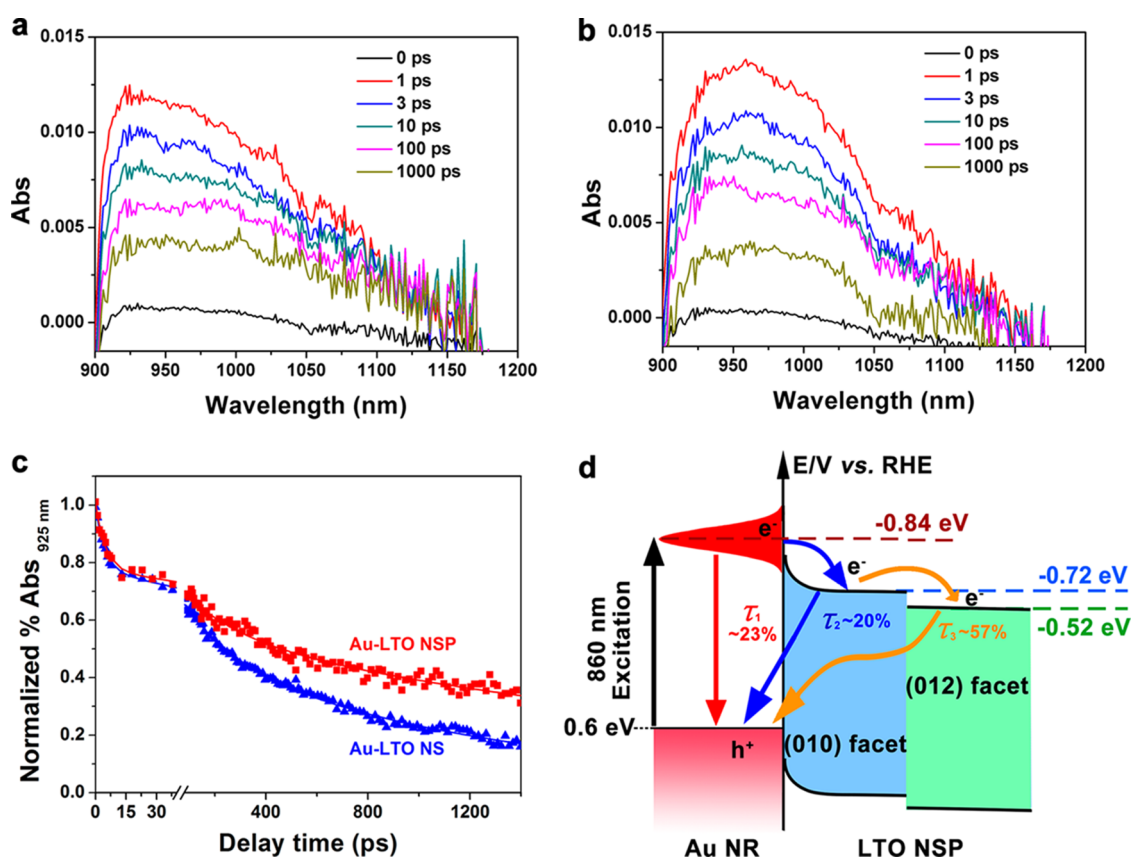 a
0.015
0.010
0.005
0.000
Abs
0 ps
1 ps
3 ps
10 ps
100 ps
1000 ps
900 950 1000 1050 1100 1150 1200
Wavelength (nm)
b
0.015
0.010
0.005
0.000
Abs
0 ps
1 ps
3 ps
10 ps
100 ps
1000 ps
900 950 1000 1050 1100 1150 1200
Wavelength (nm)
c
1.0
0.8
0.6
0.4
0.2
0.0
Normalized % Abs 925 nm
Au-LTO NSP
Au-LTO NS
0 15 30 400 800 1200
Delay time (ps)
d
E/V vs. RHE
e-
-0.84 eV
e-
-0.72 eV
e-
-0.52 eV
860 nm
Excitation
τ1
~23%
τ2~20%
τ3~57%
(012) facet
0.6 eV
h+
(010) facet
Au NR
LTO NSP